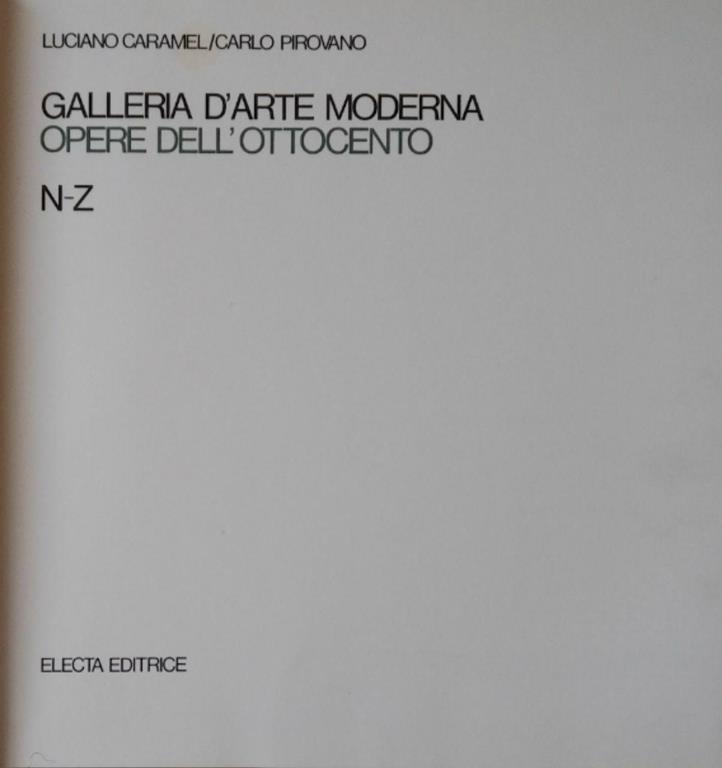 LUCIANO CARAMEL/CARLO PIROVANO
GALLERIA D'ARTE MODERNA
OPERE DELL'OTTOCENTO
N-Z
ELECTA EDITRICE